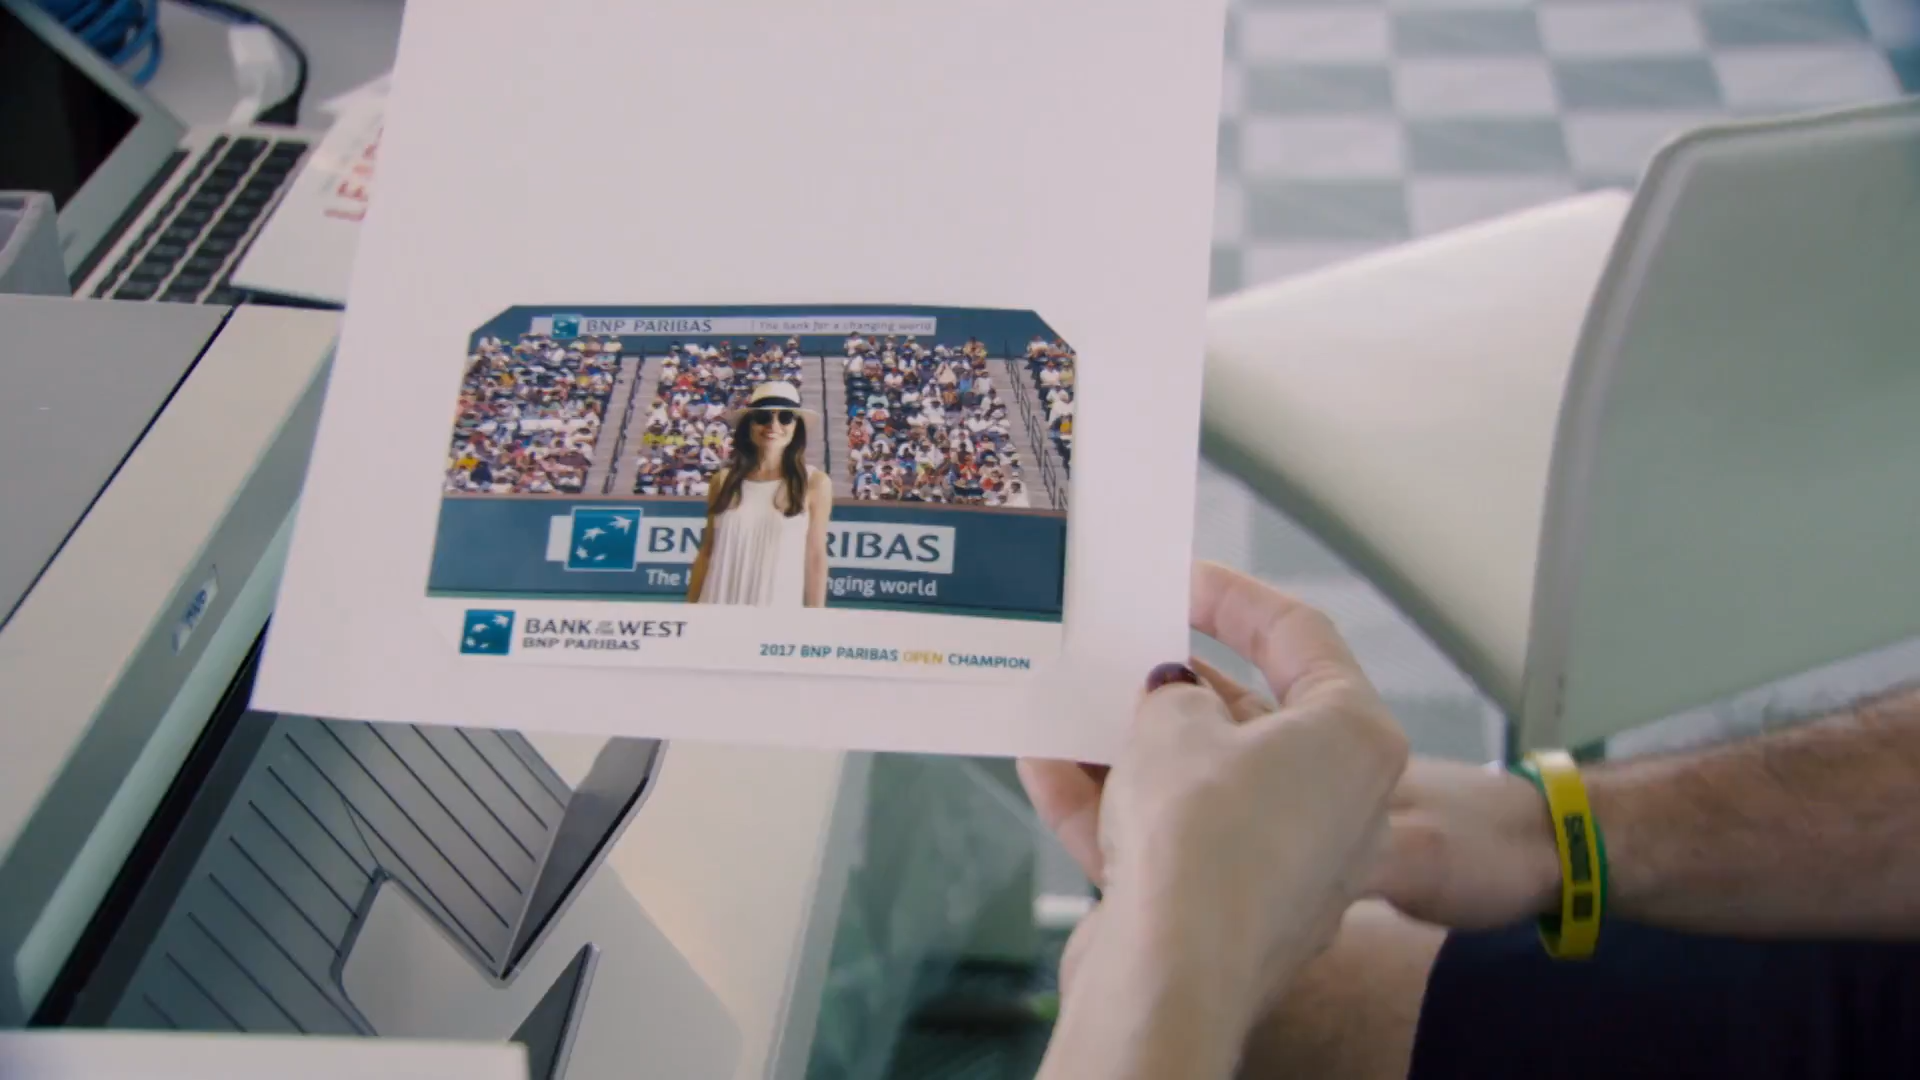 BNP PARIBAS | The bank for a changing world
BN RIBAS
The nging world
BANK OF THE WEST
BNP PARIBAS
2017 BNP PARIBAS OPEN CHAMPION